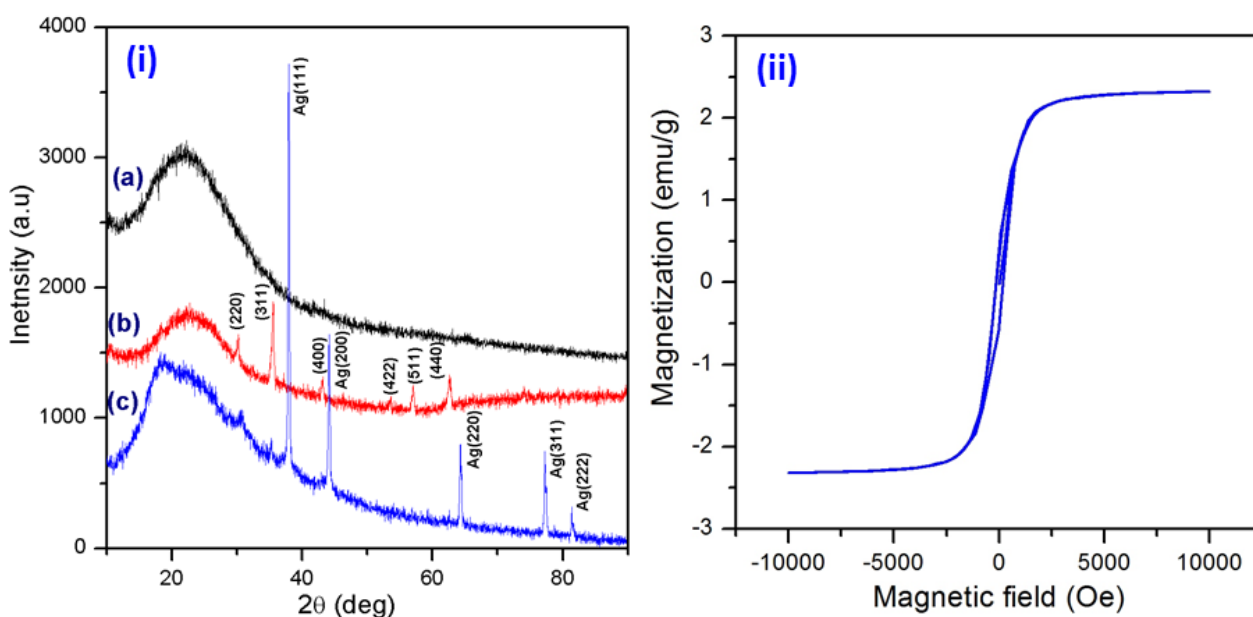 (i)
4000
3000
2000
1000
0
Inetnsity (a.u)
(a)
(b)
(c)
(220)
(311)
(400)
(422)
(511)
(440)
Ag(111)
Ag(200)
Ag(220)
Ag(311)
Ag(222)
20
40
60
80
2θ (deg)
(ii)
3
2
1
0
-1
-2
-3
Magnetization (emu/g)
-10000
-5000
0
5000
10000
Magnetic field (Oe)